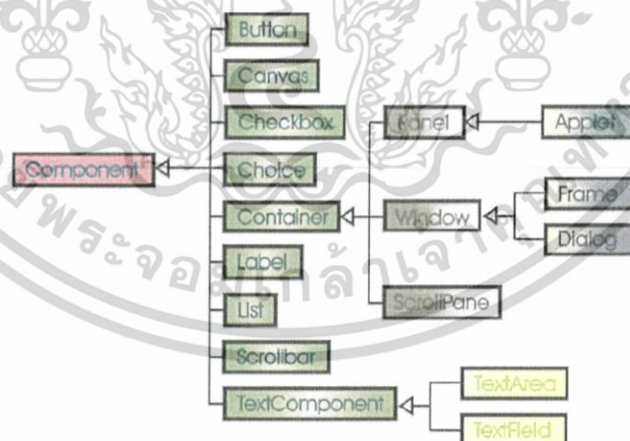 Button
Canvas
Checkbox
Panel
Applet
Component
Choice
Container
Window
Frame
Dialog
Label
List
ScrollPane
Scrollbar
TextComponent
TextArea
TextField